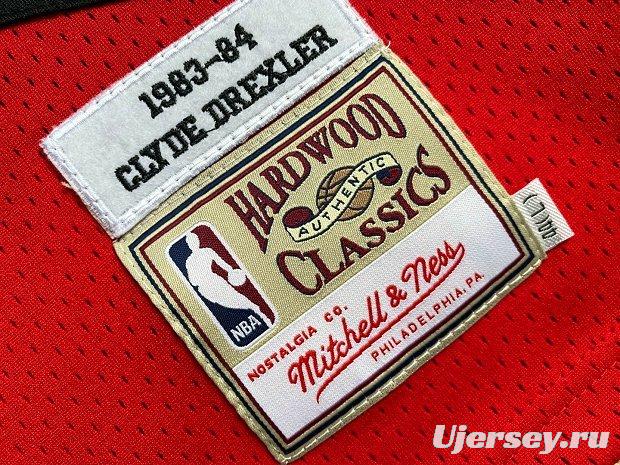 1983-84
CLYDE DREXLER
HARDWOOD
AUTHENTIC
CLASSICS
NBA
NOSTALGIA CO.
Mitchell & Ness
PHILADELPHIA, PA.
Ujersey.ru